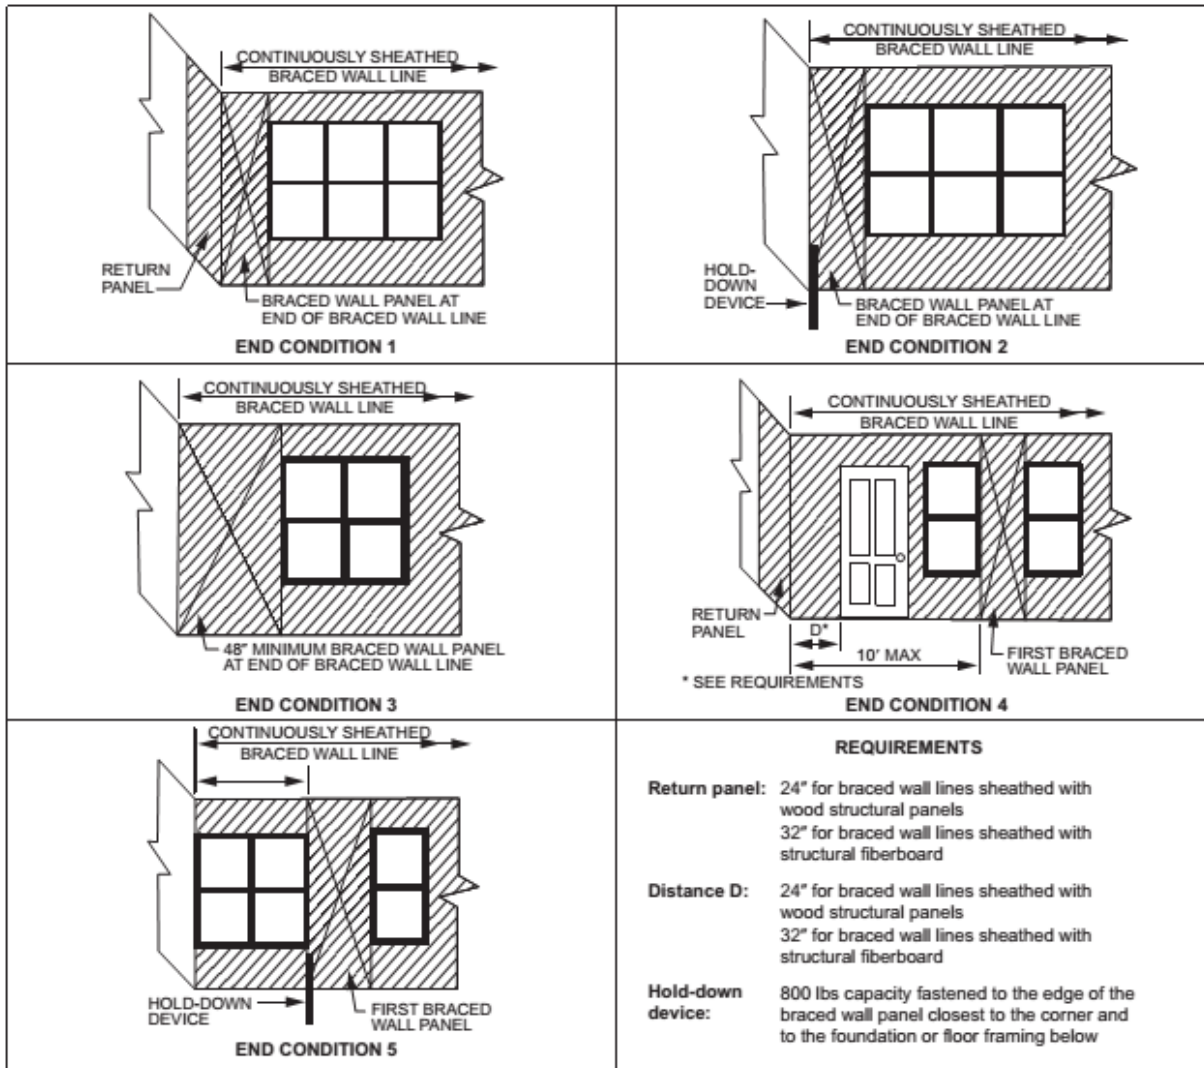 CONTINUOUSLY SHEATHED
BRACED WALL LINE
RETURN
PANEL
BRACED WALL PANEL AT
END OF BRACED WALL LINE
END CONDITION 1
CONTINUOUSLY SHEATHED
BRACED WALL LINE
HOLD-
DOWN
DEVICE
BRACED WALL PANEL AT
END OF BRACED WALL LINE
END CONDITION 2
CONTINUOUSLY SHEATHED
BRACED WALL LINE
48" MINIMUM BRACED WALL PANEL
AT END OF BRACED WALL LINE
END CONDITION 3
CONTINUOUSLY SHEATHED
BRACED WALL LINE
RETURN
PANEL
D*
10' MAX
FIRST BRACED
WALL PANEL
* SEE REQUIREMENTS
END CONDITION 4
CONTINUOUSLY SHEATHED
BRACED WALL LINE
HOLD-DOWN
DEVICE
FIRST BRACED
WALL PANEL
END CONDITION 5
REQUIREMENTS
Return panel: 24" for braced wall lines sheathed with
wood structural panels
32" for braced wall lines sheathed with
structural fiberboard
Distance D: 24" for braced wall lines sheathed with
wood structural panels
32" for braced wall lines sheathed with
structural fiberboard
Hold-down device: 800 lbs capacity fastened to the edge of the
braced wall panel closest to the corner and
to the foundation or floor framing below